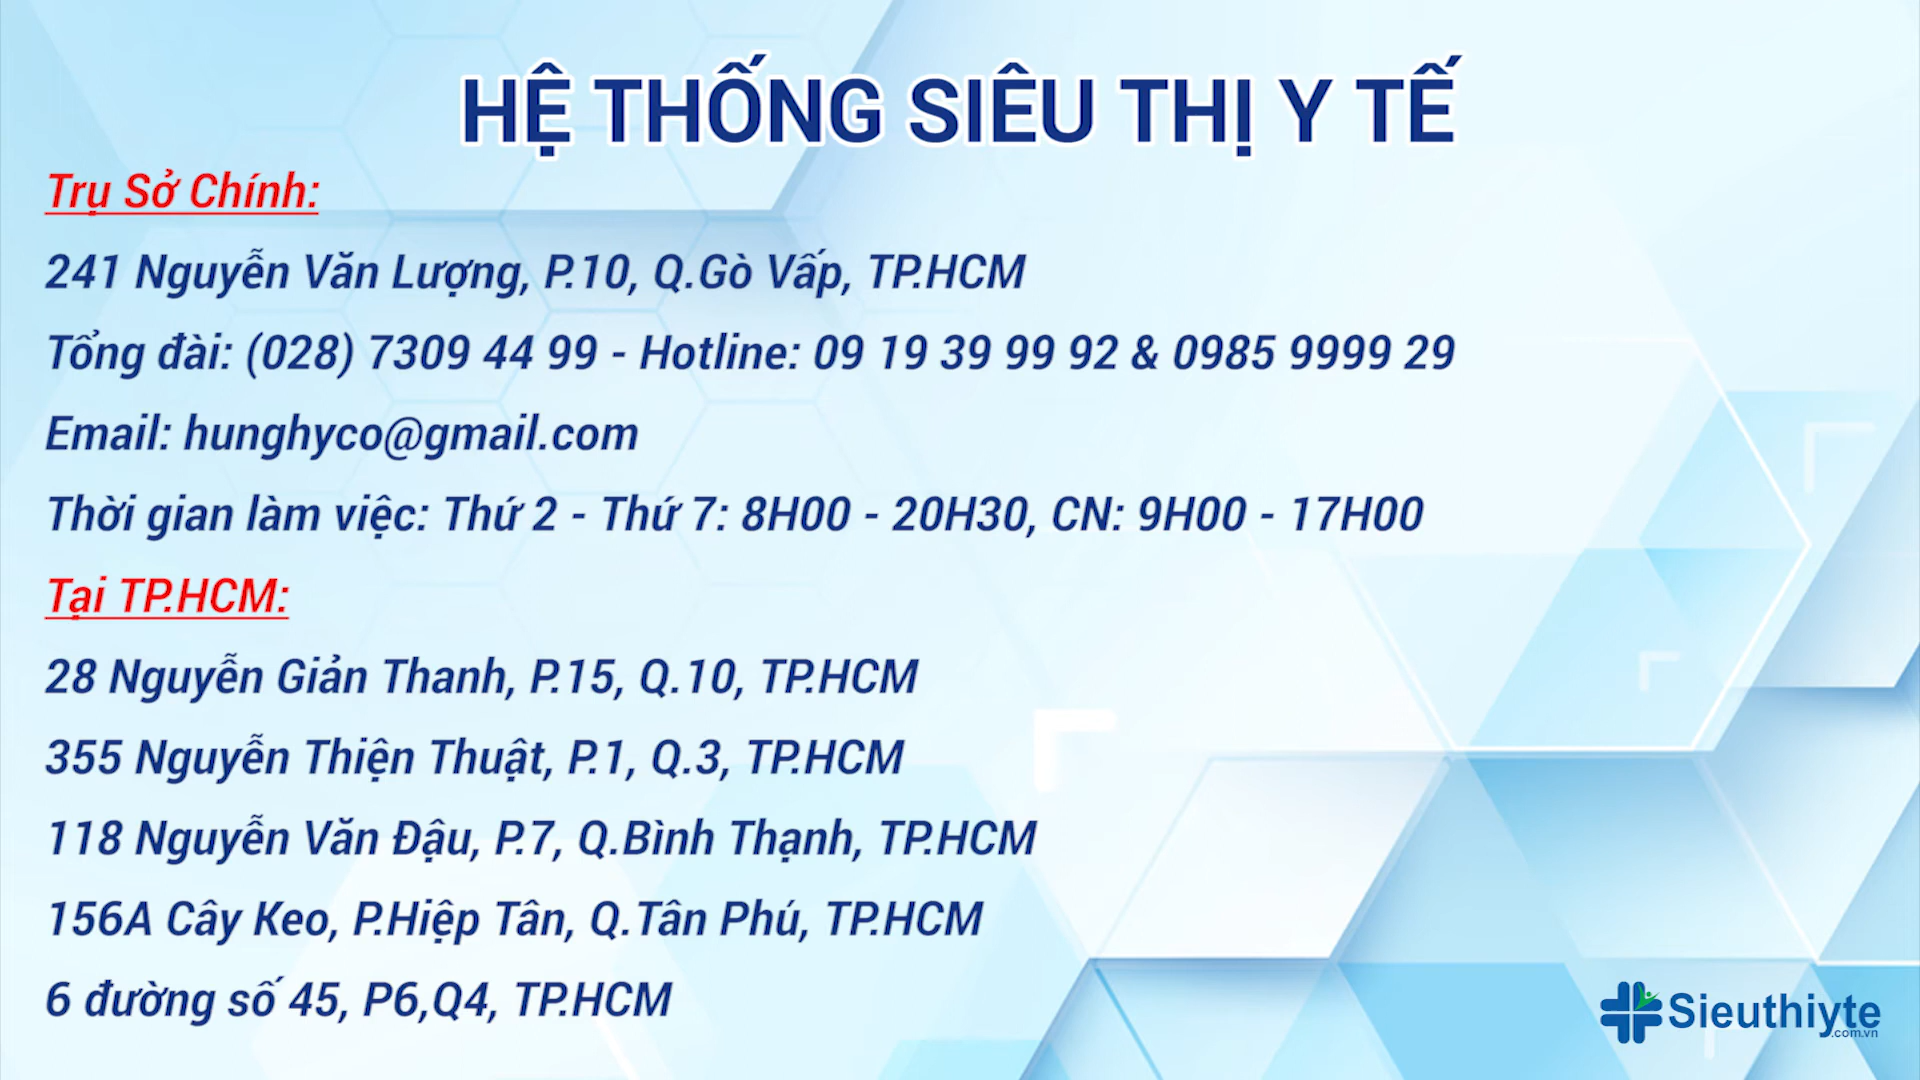 HỆ THỐNG SIÊU THỊ Y TẾ
Trụ Sở Chính:
241 Nguyễn Văn Lượng, P.10, Q.Gò Vấp, TP.HCM
Tổng đài: (028) 7309 44 99 - Hotline: 09 19 39 99 92 & 0985 9999 29
Email: hunghyco@gmail.com
Thời gian làm việc: Thứ 2 - Thứ 7: 8H00 - 20H30, CN: 9H00 - 17H00
Tại TP.HCM:
28 Nguyễn Giản Thanh, P.15, Q.10, TP.HCM
355 Nguyễn Thiện Thuật, P.1, Q.3, TP.HCM
118 Nguyễn Văn Đậu, P.7, Q.Bình Thạnh, TP.HCM
156A Cây Keo, P.Hiệp Tân, Q.Tân Phú, TP.HCM
6 đường số 45, P6,Q4, TP.HCM
Sieuthiyte
.com.vn